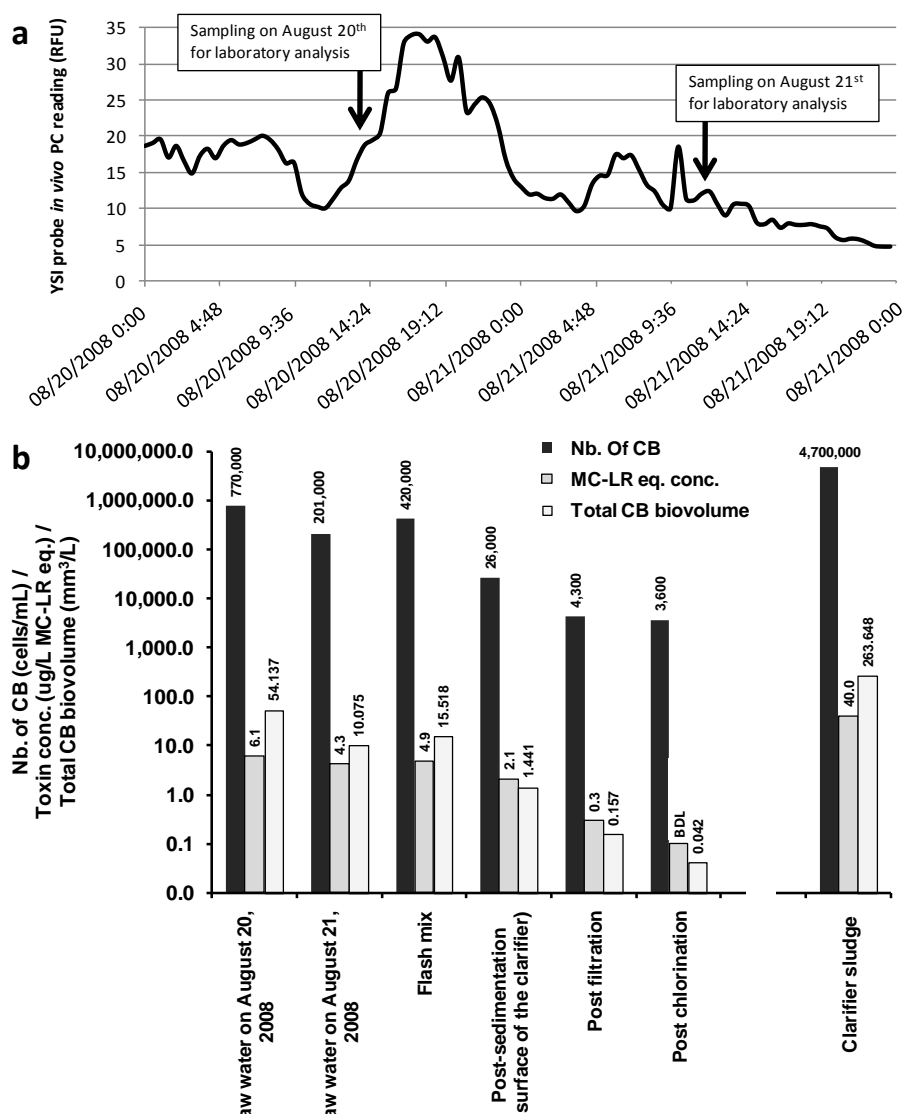 a
Sampling on August 20th
for laboratory analysis
Sampling on August 21st
for laboratory analysis
YSI probe in vivo PC reading (RFU)
35
30
25
20
15
10
5
0
08/20/2008 0:00
08/20/2008 4:48
08/20/2008 9:36
08/20/2008 14:24
08/20/2008 19:12
08/21/2008 0:00
08/21/2008 4:48
08/21/2008 9:36
08/21/2008 14:24
08/21/2008 19:12
08/21/2008 0:00
b
Nb. of CB (cells/mL) /
Toxin conc. (ug/L MC-LR eq.) /
Total CB biovolume (mm³/L)
10,000,000.0
1,000,000.0
100,000.0
10,000.0
1,000.0
100.0
10.0
1.0
0.1
0.0
Nb. Of CB
MC-LR eq. conc.
Total CB biovolume
770,000
6.1
54.137
201,000
4.3
10.075
420,000
4.9
15.518
26,000
2.1
1.441
4,300
0.3
0.157
3,600
BDL
0.042
4,700,000
40.0
263.648
aw water on August 20,
2008
aw water on August 21,
2008
Flash mix
Post-sedimentation
surface of the clarifier)
Post filtration
Post chlorination
Clarifier sludge